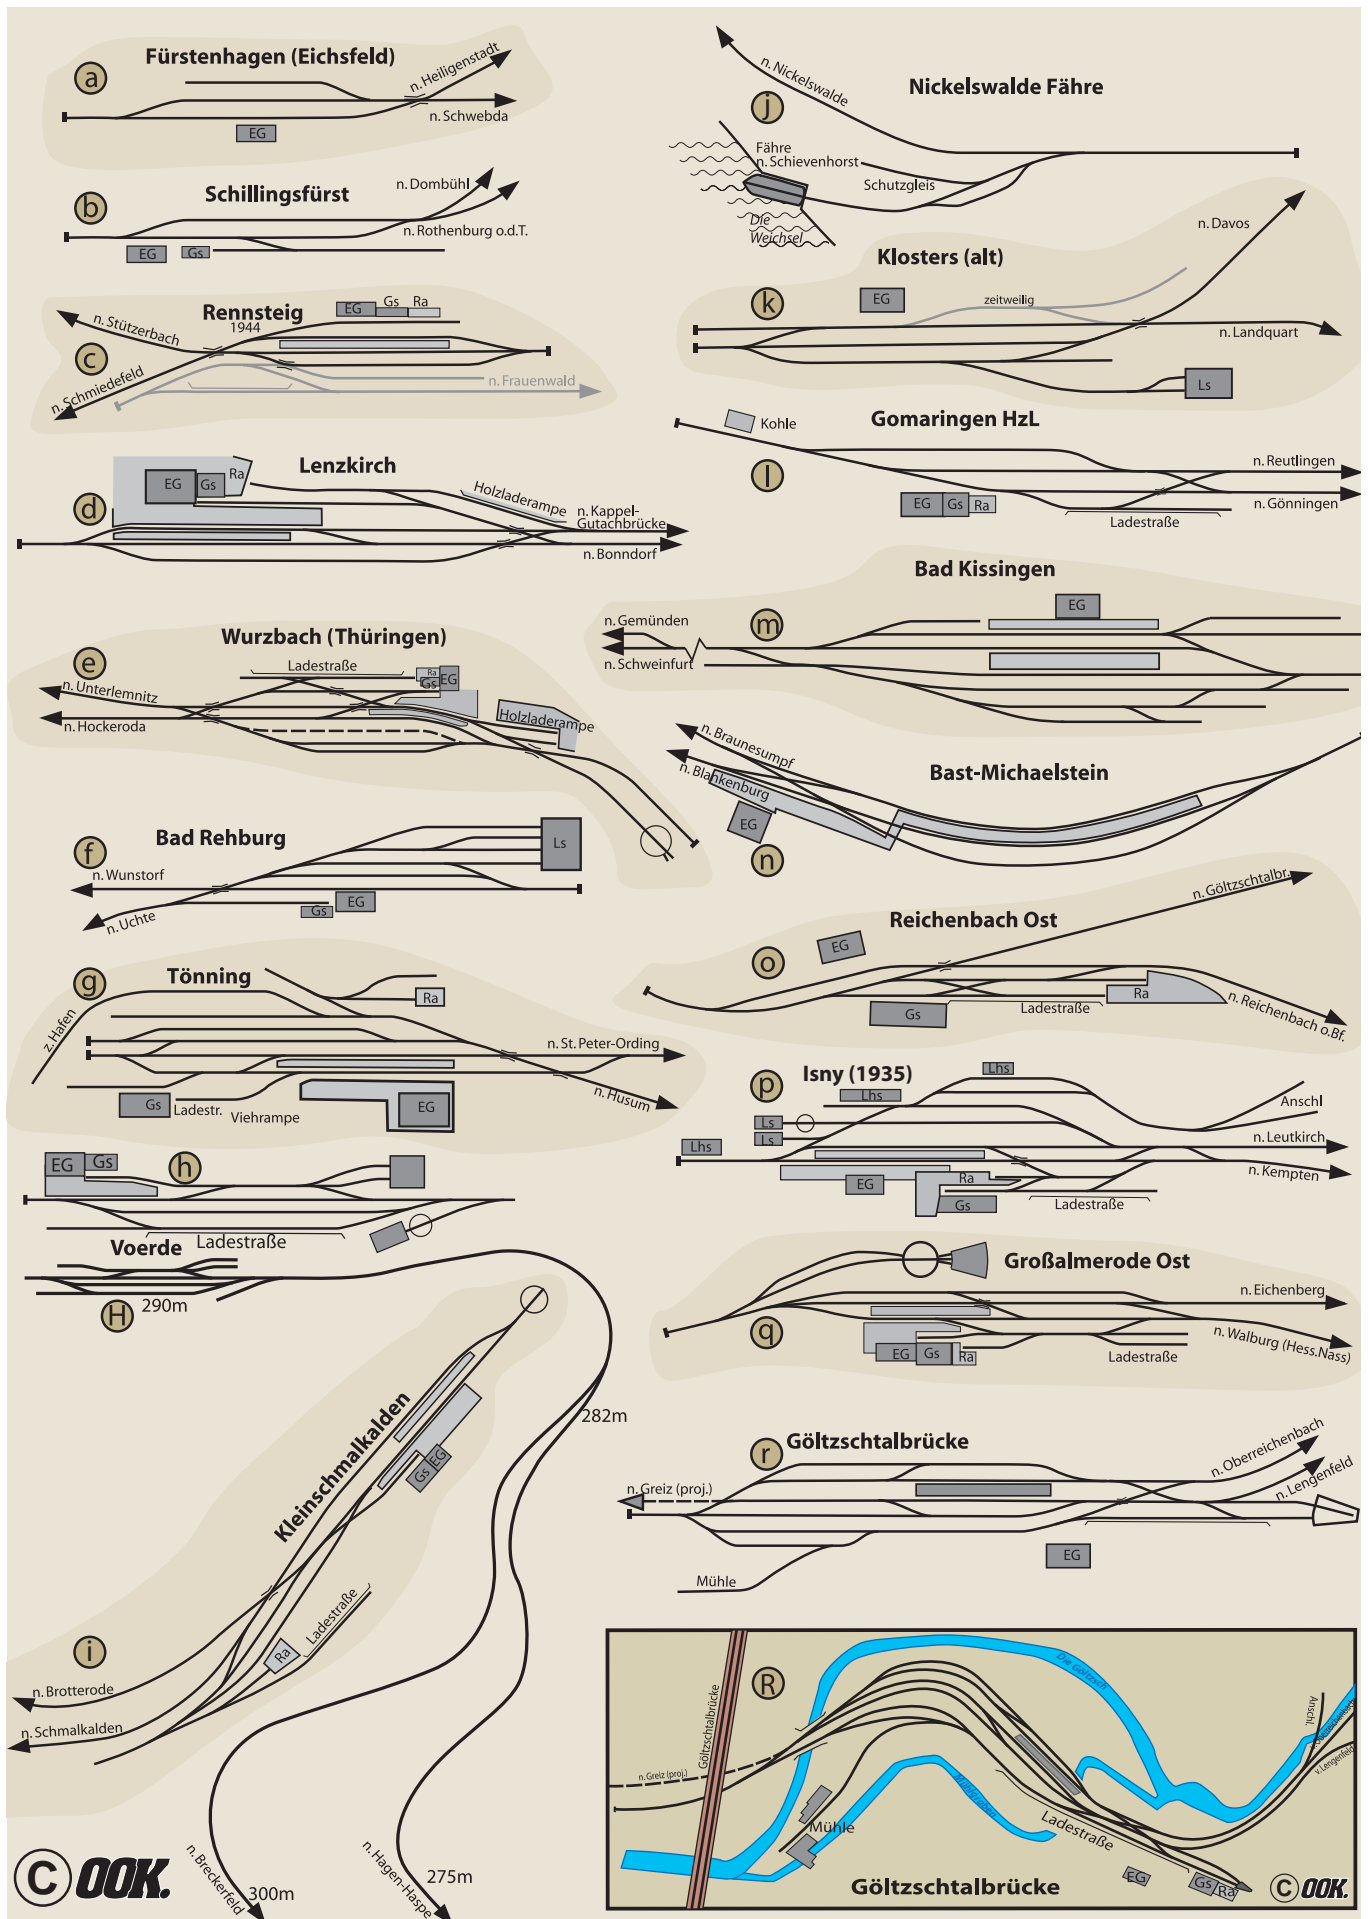 Fürstenhagen (Eichsfeld)
a
n. Heiligenstadt
n. Schwebda
EG
Schillingsfürst
b
n. Dombühl
n. Rothenburg o.d.T.
EG
Gs
Rennsteig
1944
EG
Gs
Ra
n. Stützerbach
c
n. Schmiedefeld
n. Frauenwald
Lenzkirch
d
EG
Gs
Ra
Holzladerampe
n. Kappel-
Gutachbrücke
n. Bonndorf
Wurzbach (Thüringen)
e
Ladestraße
Ra
Gs
EG
n. Unterlemnitz
n. Hockeroda
Holzladerampe
Bad Rehburg
f
Ls
n. Wunstorf
n. Uchte
Gs
EG
Tönning
g
Ra
z. Hafen
n. St. Peter-Ording
n. Husum
Gs
Ladestr.
Viehrampe
EG
h
EG
Gs
Voerde
Ladestraße
H
290m
282m
Kleinschmalkalden
Gs
EG
i
Ra
Ladestraße
n. Brotterode
n. Schmalkalden
n. Breckerfeld
300m
n. Hagen-Haspe
275m
C OOK.
Nickelswalde Fähre
j
n. Nickelswalde
Fähre
n. Schievenhorst
Schutzgleis
Die
Weichsel
Klosters (alt)
k
n. Davos
EG
zeitweilig
n. Landquart
Ls
Gomaringen HzL
l
Kohle
n. Reutlingen
n. Gönningen
EG
Gs
Ra
Ladestraße
Bad Kissingen
m
n. Gemünden
n. Schweinfurt
EG
Bast-Michaelstein
n
n. Braunesumpf
n. Blankenburg
EG
Reichenbach Ost
o
n. Göltzschtalbr.
EG
Gs
Ladestraße
Ra
n. Reichenbach o.Bf.
Isny (1935)
p
Lhs
Lhs
Ls
Ls
Lhs
Anschl
n. Leutkirch
n. Kempten
EG
Ra
Gs
Ladestraße
Großalmerode Ost
q
n. Eichenberg
n. Walburg (Hess.Nass)
EG
Gs
Ra
Ladestraße
Göltzschtalbrücke
r
n. Oberreichenbach
n. Lengenfeld
n. Greiz (proj.)
EG
Mühle
R
Die Göltzsch
Göltzschtalbrücke
n. Greiz (proj.)
Mühlgraben
Mühle
Ladestraße
Anschl.
v. Lengenfeld
EG
Gs
Ra
Göltzschtalbrücke
C OOK.